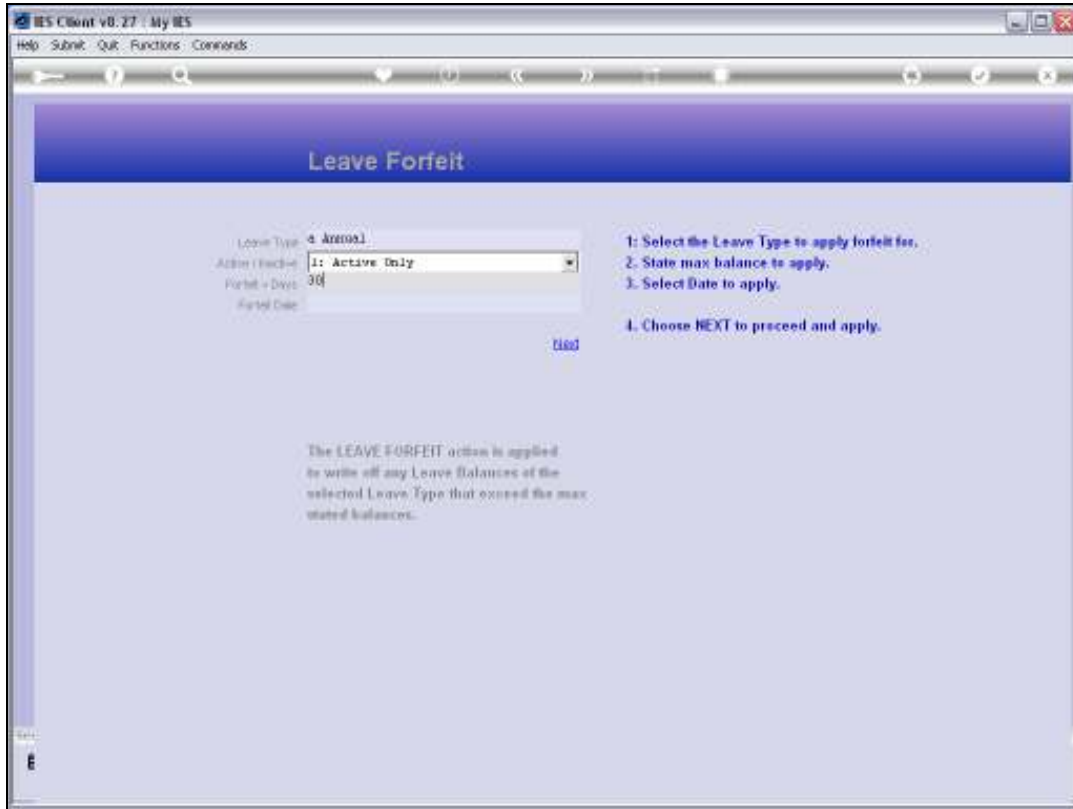 IES Client v8.27 : My IES
Help Submit Quit Functions Commands
Leave Forfeit
Leave Type a Annual
Active / Inactive 1: Active Only
Forfeit > Days 30
Forfeit Date
Next
1: Select the Leave Type to apply forfeit for.
2. State max balance to apply.
3. Select Date to apply.
4. Choose NEXT to proceed and apply.
The LEAVE FORFEIT action is applied
to write off any Leave Balances of the
selected Leave Type that exceed the max
stated balances.